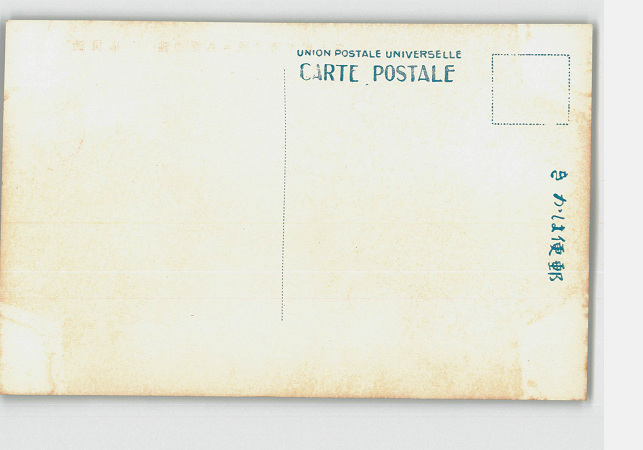 UNION POSTALE UNIVERSELLE
CARTE POSTALE
郵便はかき